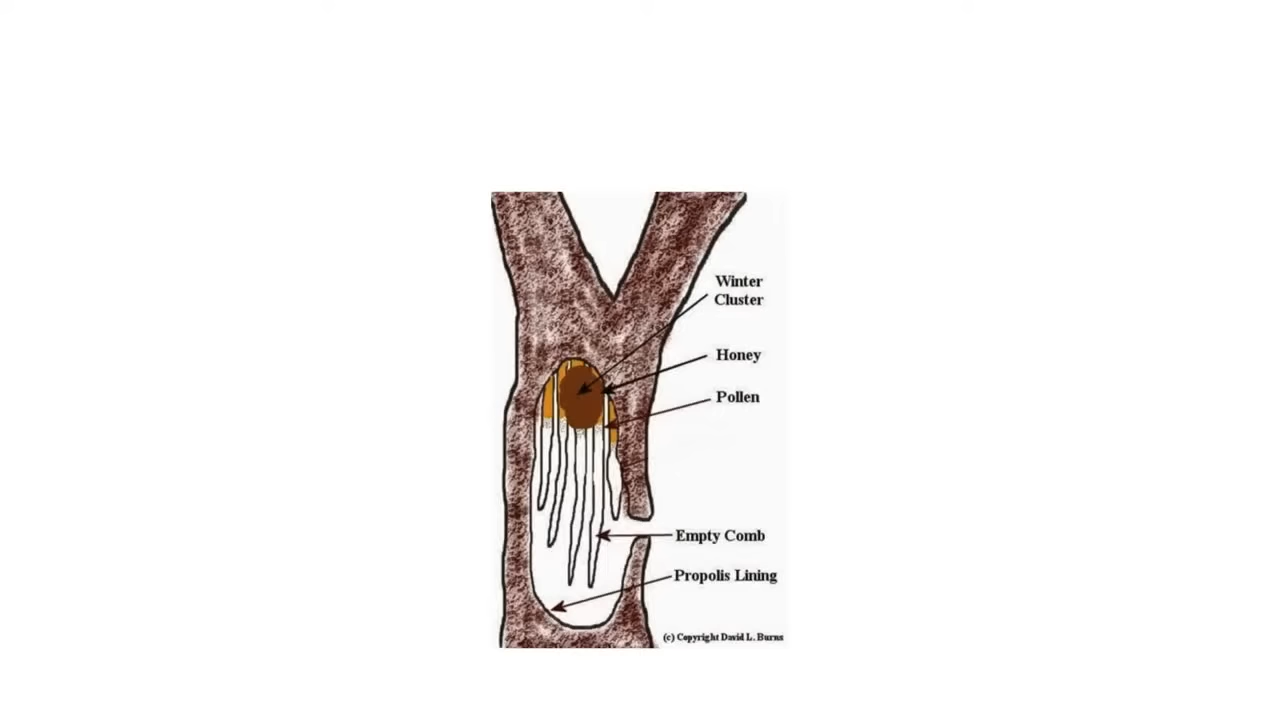 Winter
Cluster
Honey
Pollen
Empty Comb
Propolis Lining
(c) Copyright David L. Burns